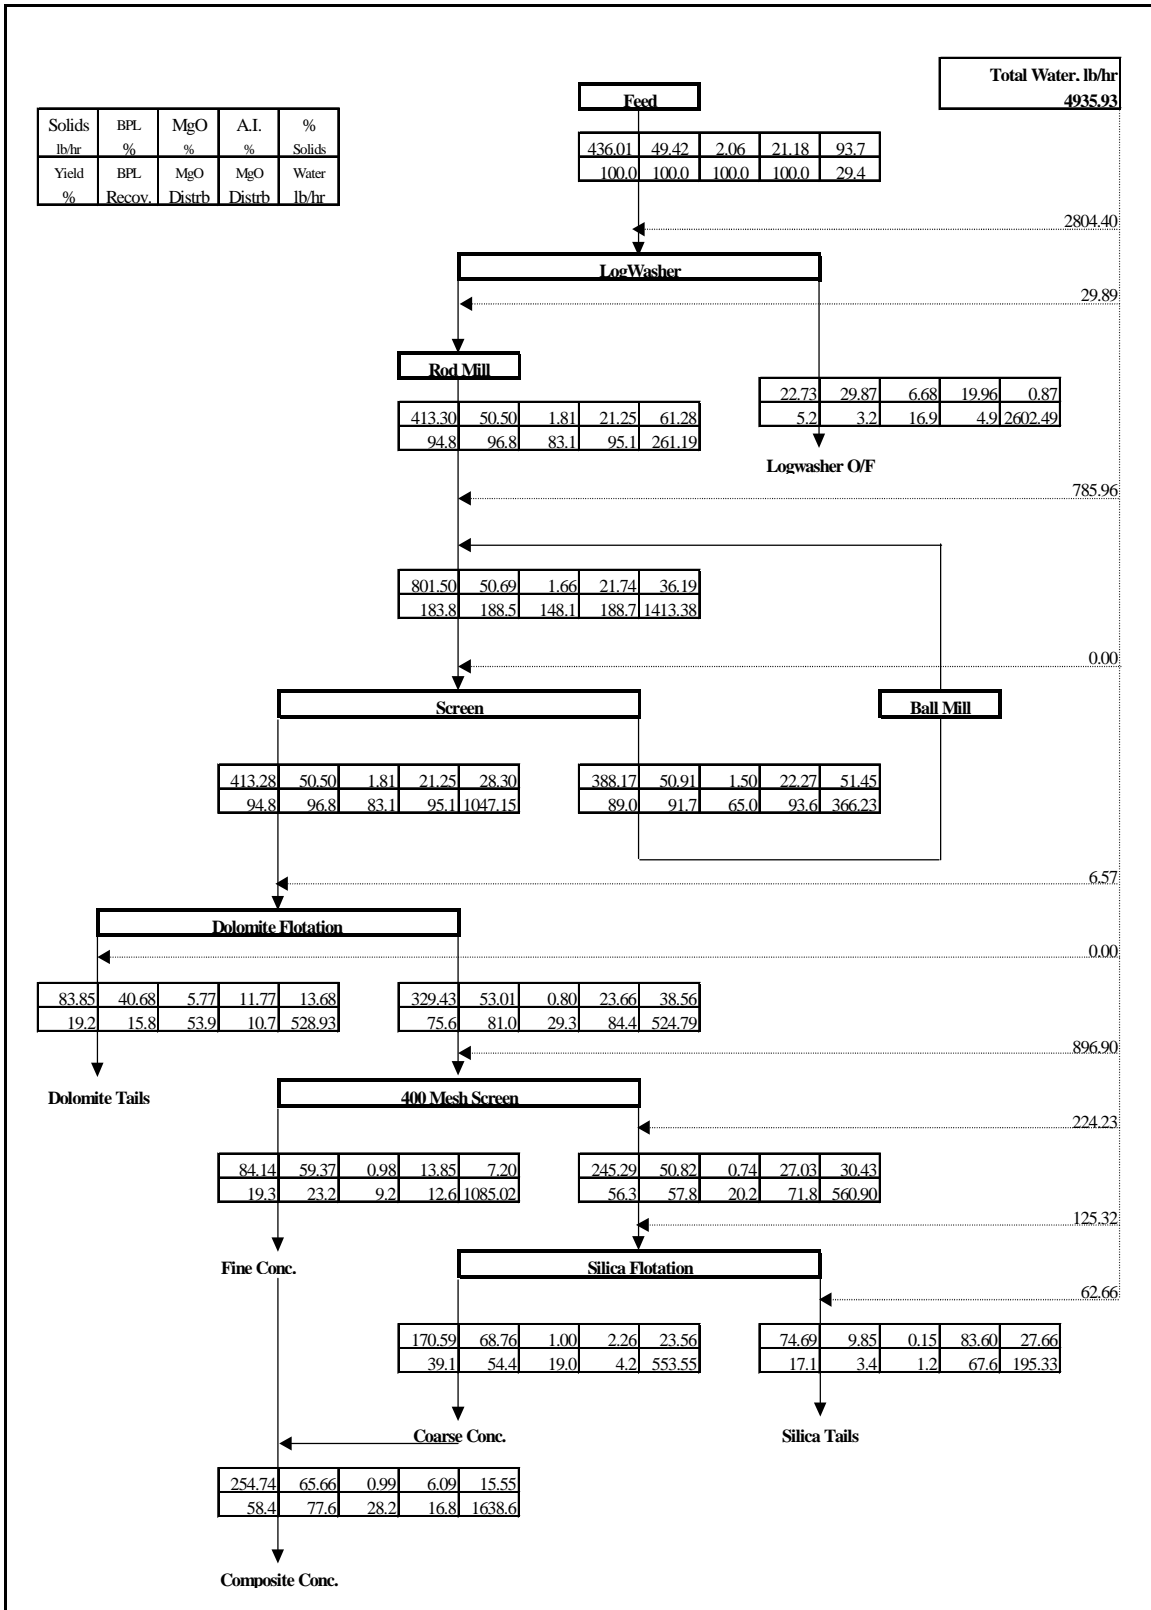 Total Water. lb/hr
4935.93
Feed
Solids BPL MgO A.I. %
lb/hr % % % Solids
Yield BPL MgO MgO Water
% Recov. Distrb Distrb lb/hr
436.01 49.42 2.06 21.18 93.7
100.0 100.0 100.0 100.0 29.4
2804.40
LogWasher
29.89
Rod Mill
22.73 29.87 6.68 19.96 0.87
5.2 3.2 16.9 4.9 2602.49
413.30 50.50 1.81 21.25 61.28
94.8 96.8 83.1 95.1 261.19
Logwasher O/F
785.96
801.50 50.69 1.66 21.74 36.19
183.8 188.5 148.1 188.7 1413.38
0.00
Screen
Ball Mill
413.28 50.50 1.81 21.25 28.30
94.8 96.8 83.1 95.1 1047.15
388.17 50.91 1.50 22.27 51.45
89.0 91.7 65.0 93.6 366.23
6.57
Dolomite Flotation
0.00
83.85 40.68 5.77 11.77 13.68
19.2 15.8 53.9 10.7 528.93
329.43 53.01 0.80 23.66 38.56
75.6 81.0 29.3 84.4 524.79
896.90
Dolomite Tails
400 Mesh Screen
224.23
84.14 59.37 0.98 13.85 7.20
19.3 23.2 9.2 12.6 1085.02
245.29 50.82 0.74 27.03 30.43
56.3 57.8 20.2 71.8 560.90
125.32
Fine Conc.
Silica Flotation
62.66
170.59 68.76 1.00 2.26 23.56
39.1 54.4 19.0 4.2 553.55
74.69 9.85 0.15 83.60 27.66
17.1 3.4 1.2 67.6 195.33
Coarse Conc.
Silica Tails
254.74 65.66 0.99 6.09 15.55
58.4 77.6 28.2 16.8 1638.6
Composite Conc.